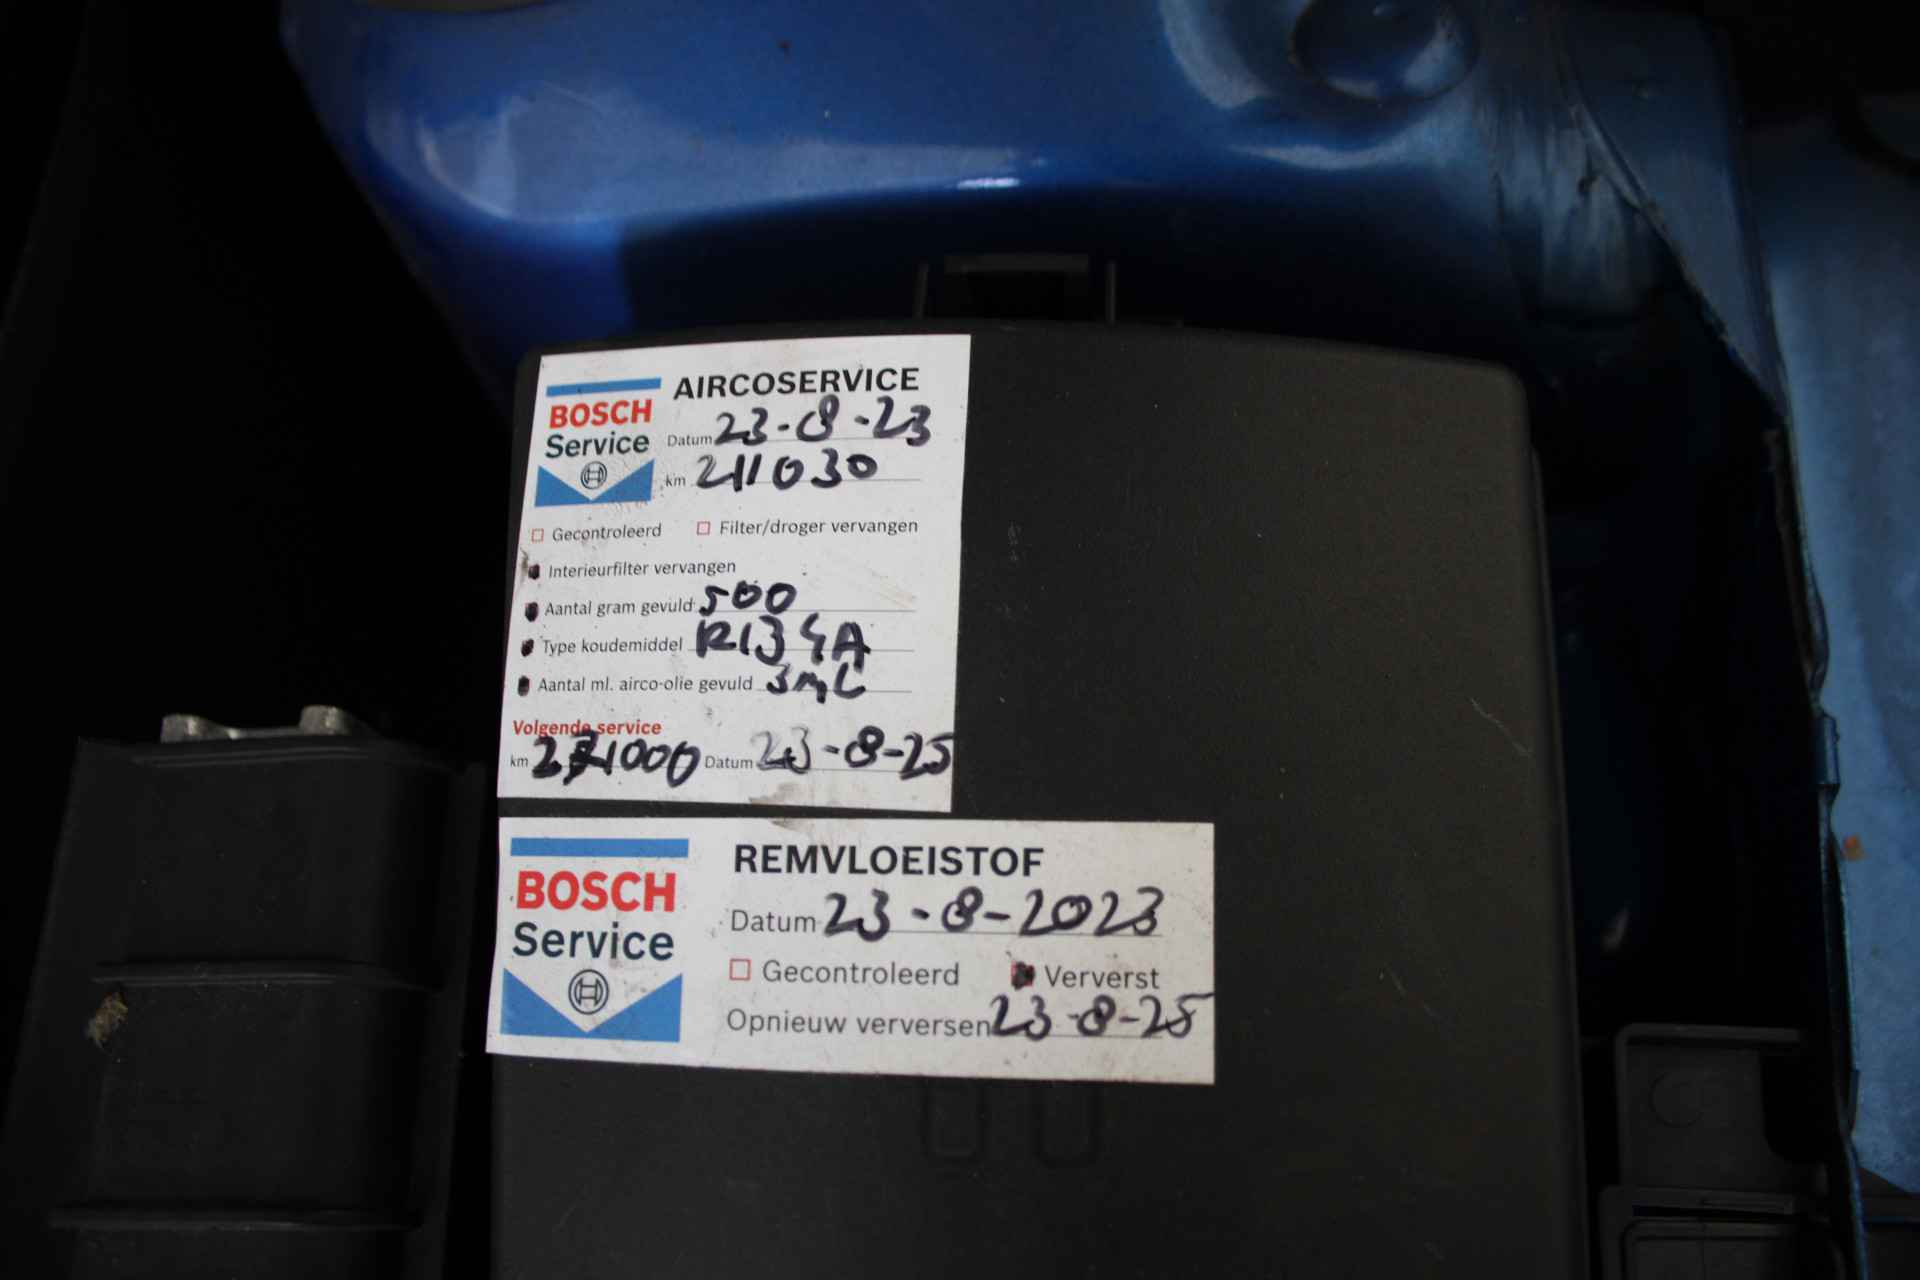 BOSCH
Service
AIRCOSERVICE
Datum 23-8-23
km 211030
Gecontroleerd Filter/droger vervangen
Interieurfilter vervangen
Aantal gram gevuld 500
Type koudemiddel R134A
Aantal ml. airco-olie gevuld 3mL
Volgende service
km Datum 23-8-25
BOSCH
Service
REMVLOEISTOF
Datum 23-8-2023
Gecontroleerd Ververst
Opnieuw verversen 23-8-25